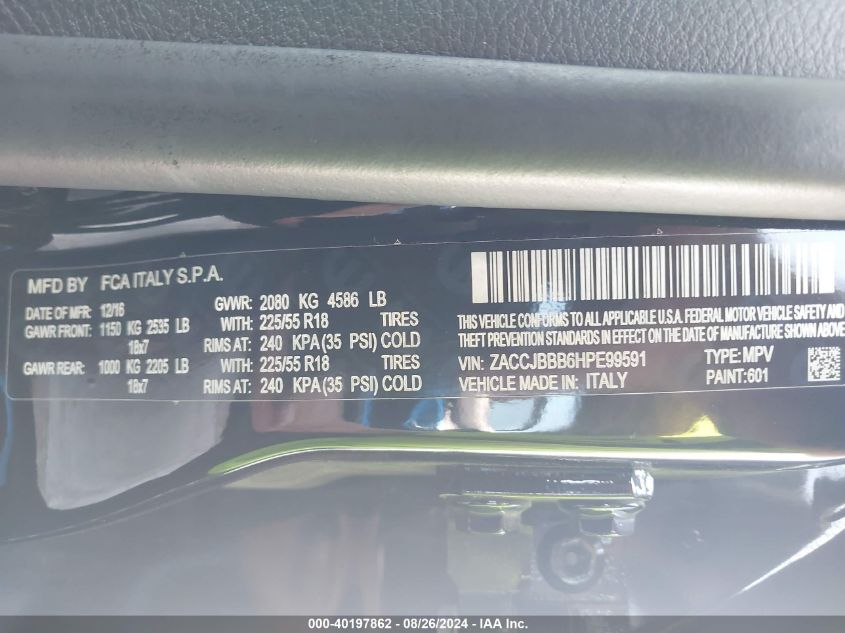 MFD BY FCA ITALY S.P.A.
DATE OF MFR: 12/16 GVWR: 2080 KG 4586 LB
GAWR FRONT: 1150 KG 2535 LB WITH: 225/55 R18 TIRES
18x7 RIMS AT: 240 KPA (35 PSI) COLD
GAWR REAR: 1000 KG 2205 LB WITH: 225/55 R18 TIRES
18x7 RIMS AT: 240 KPA (35 PSI) COLD
THIS VEHICLE CONFORMS TO ALL APPLICABLE U.S.A. FEDERAL MOTOR VEHICLE SAFETY AND
THEFT PREVENTION STANDARDS IN EFFECT ON THE DATE OF MANUFACTURE SHOWN ABOVE
VIN: ZACCJBBB6HPE99591 TYPE: MPV
VEHICLE MADE IN: ITALY PAINT: 601
000-40197862 - 08/26/2024 - IAA Inc.